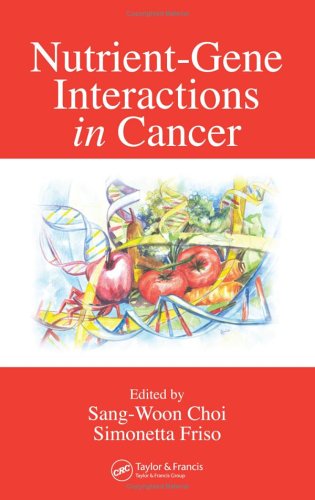 Nutrient-Gene
Interactions
in Cancer
Edited by
Sang-Woon Choi
Simonetta Friso
CRC
Taylor & Francis
Taylor & Francis Group